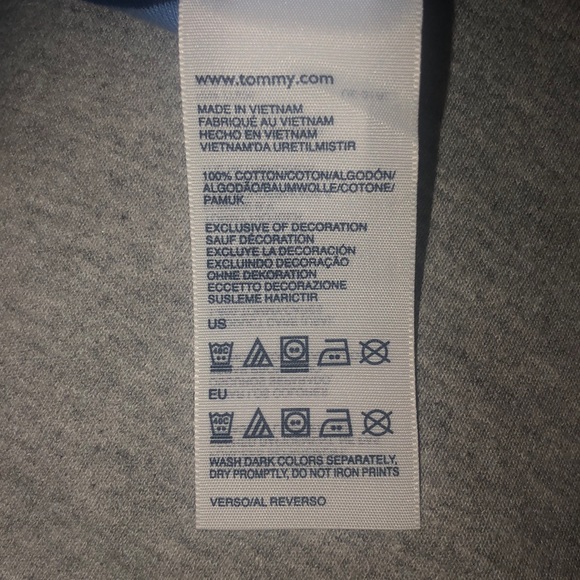 www.tommy.com
MADE IN VIETNAM
FABRIQUÉ AU VIETNAM
HECHO EN VIETNAM
VIETNAM'DA URETILMISTIR
100% COTTON/COTON/ALGODÓN/
ALGODÃO/BAUMWOLLE/COTONE/
PAMUK
EXCLUSIVE OF DECORATION
SAUF DÉCORATION
EXCLUYE LA DECORACIÓN
EXCLUINDO DECORAÇÃO
OHNE DEKORATION
ECCETTO DECORAZIONE
SUSLEME HARICTIR
US
40C
EU
40C
WASH DARK COLORS SEPARATELY,
DRY PROMPTLY, DO NOT IRON PRINTS
VERSO/AL REVERSO